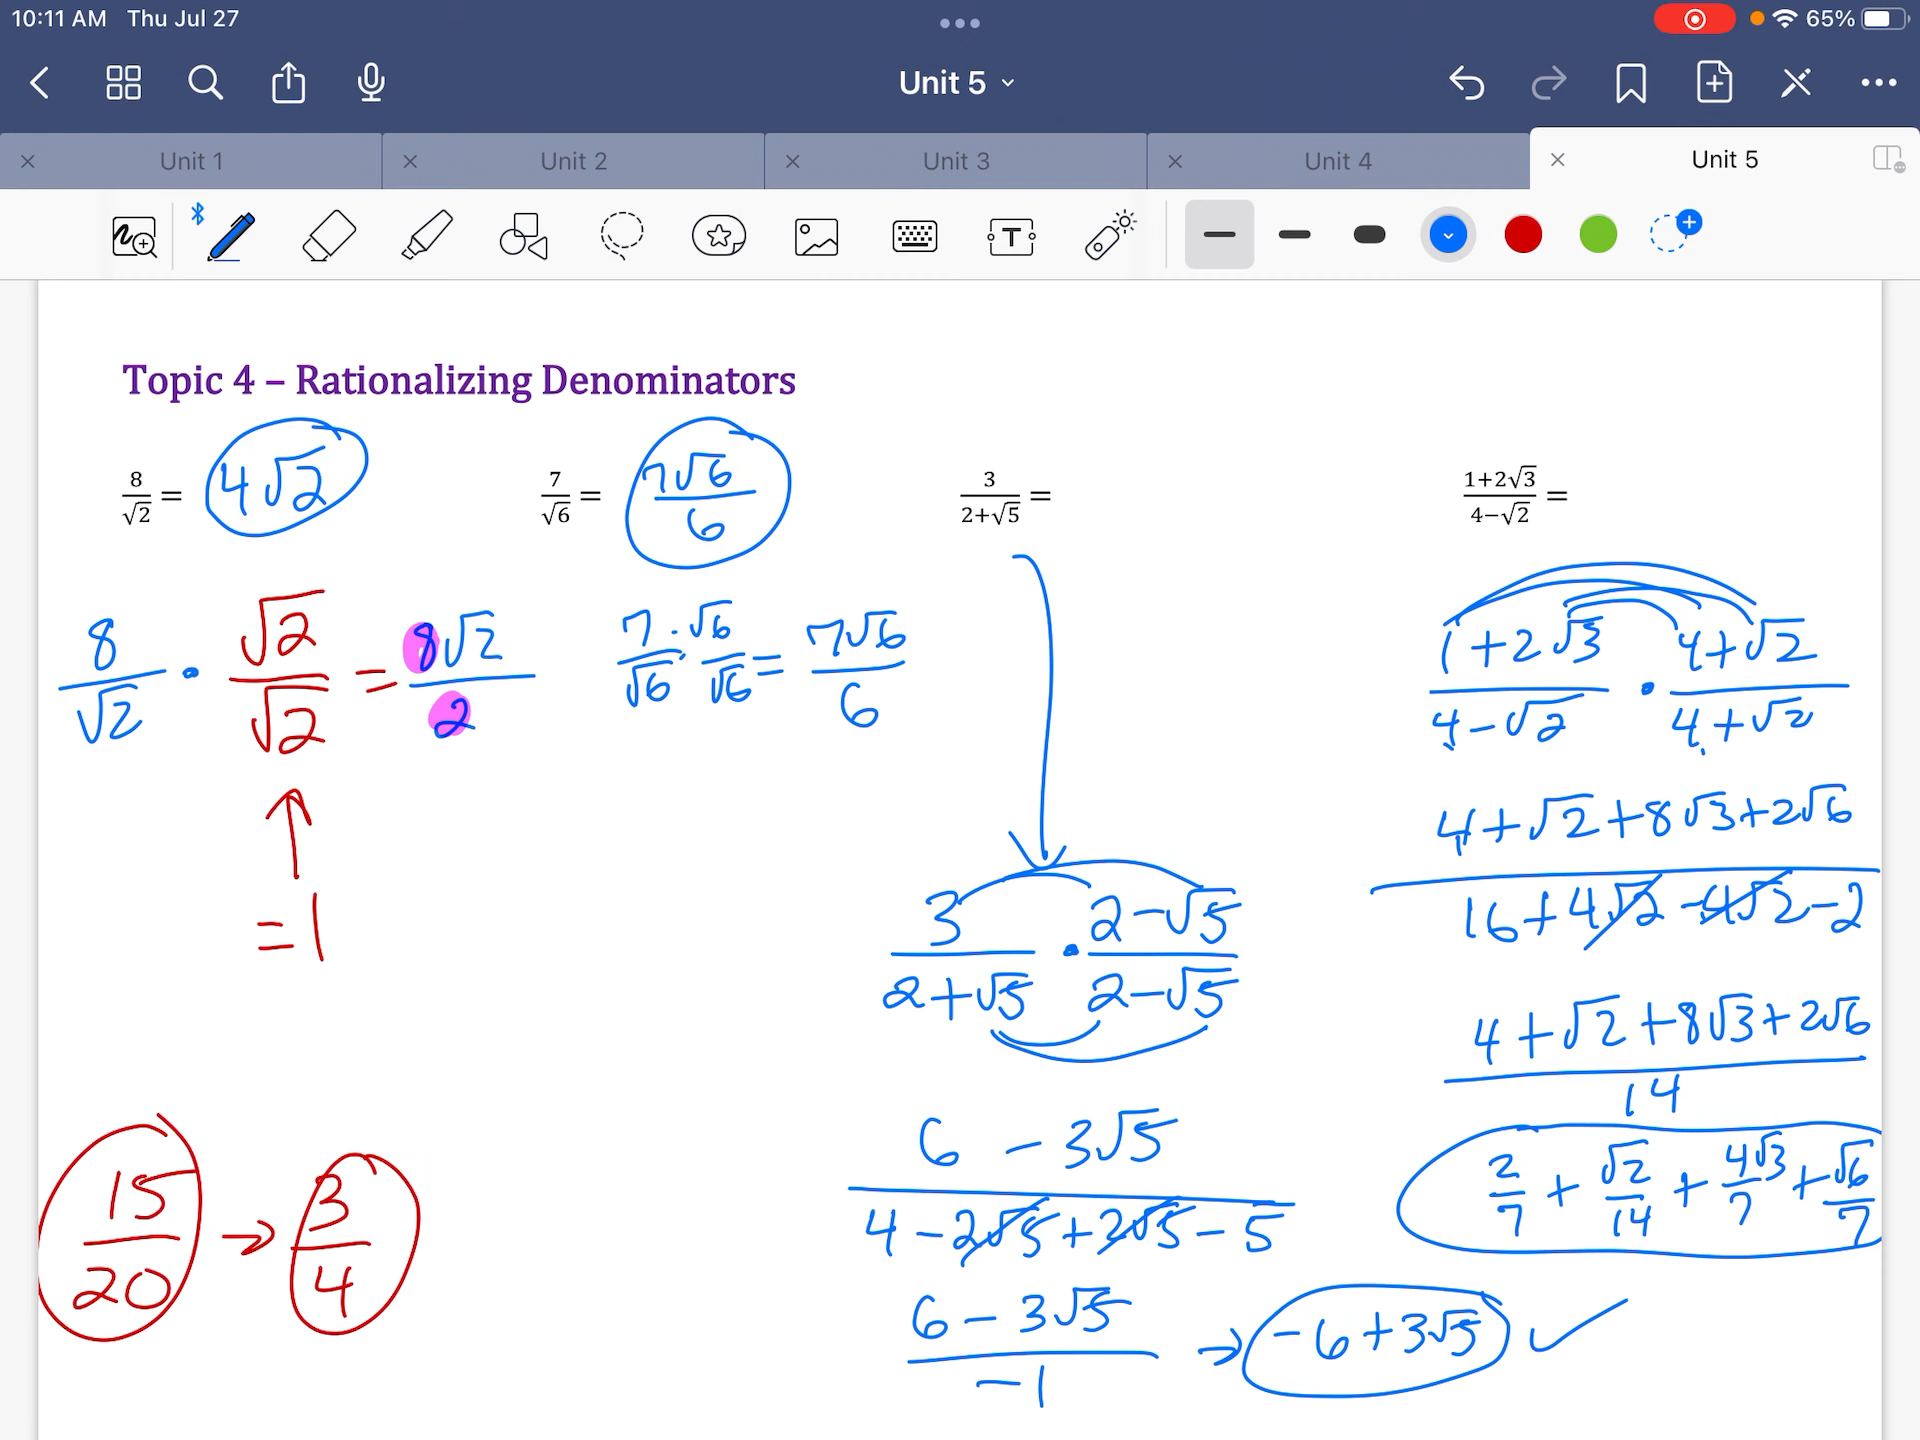 10:11 AM Thu Jul 27
65%
Unit 5
Unit 1
Unit 2
Unit 3
Unit 4
Unit 5
T
Topic 4 – Rationalizing Denominators
8/√2 = 4√2
8/√2 · √2/√2 = 8√2/2
= 1
15/20 → 3/4
7/√6 = 7√6/6
7/√6 · √6/√6 = 7√6/6
3/(2+√5) =
3/(2+√5) · (2-√5)/(2-√5)
(6 - 3√5)/(4 - 2√5 + 2√5 - 5)
(6 - 3√5)/-1 → -6+3√5 ✓
(1+2√3)/(4−√2) =
(1+2√3)/(4-√2) · (4+√2)/(4+√2)
(4+√2+8√3+2√6)/(16+4√2-4√2-2)
(4+√2+8√3+2√6)/14
2/7 + √2/14 + 4√3/7 + √6/7